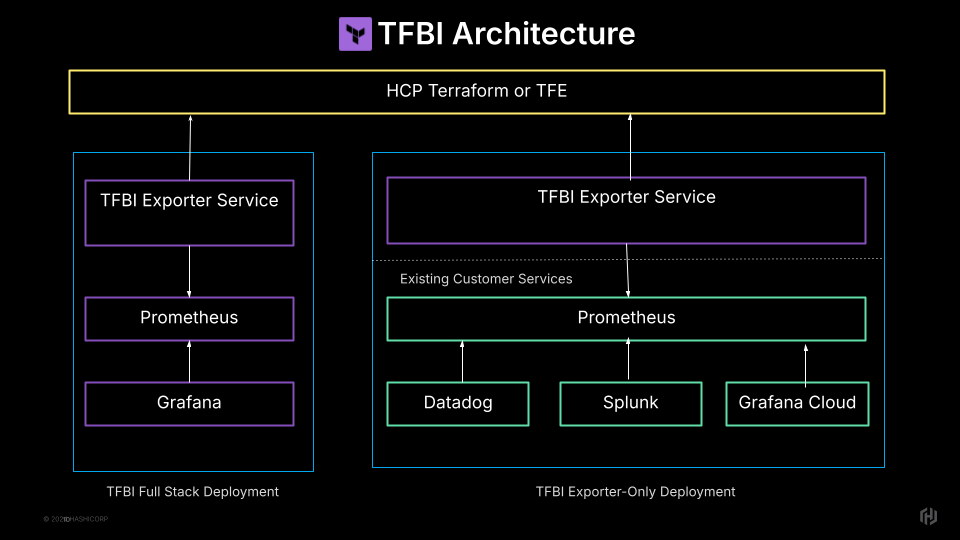 TFBI Architecture
HCP Terraform or TFE
TFBI Exporter Service
Prometheus
Grafana
TFBI Full Stack Deployment
TFBI Exporter Service
Existing Customer Services
Prometheus
Datadog
Splunk
Grafana Cloud
TFBI Exporter-Only Deployment
© HASHICORP